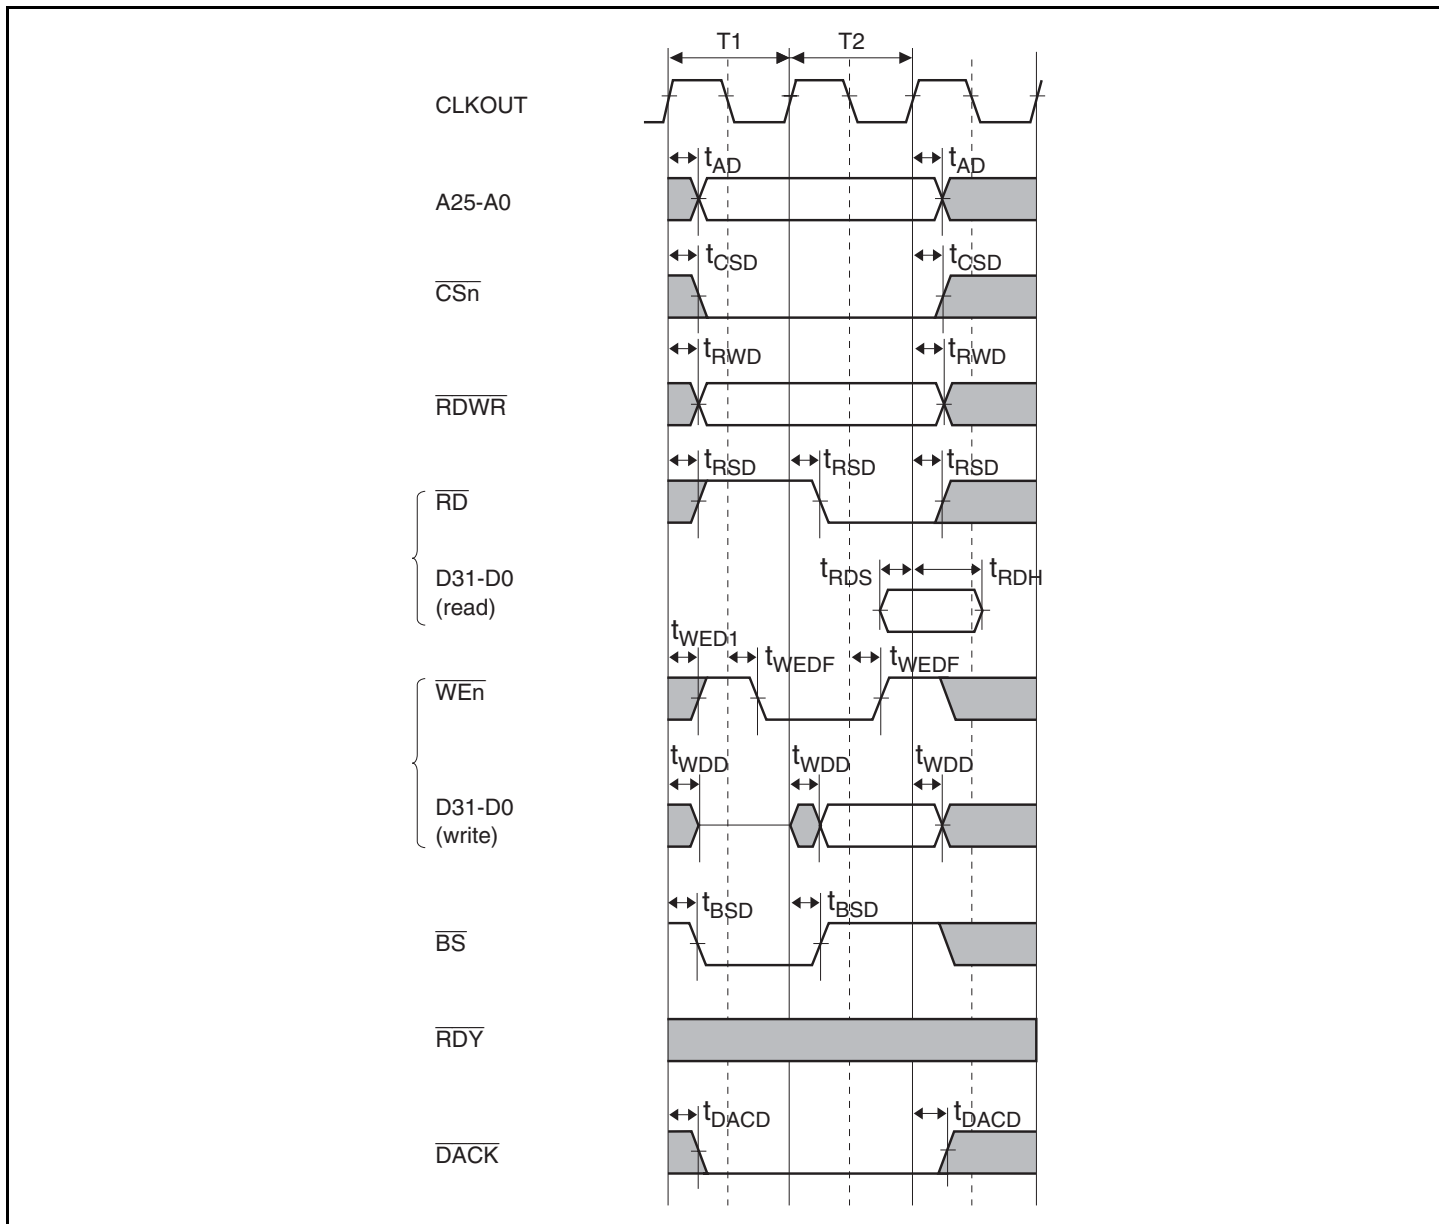 T1 T2
CLKOUT
tAD tAD
A25-A0
tCSD tCSD
CSn
tRWD tRWD
RDWR
tRSD tRSD tRSD
RD
tRDS tRDH
D31-D0
(read)
tWED1 tWEDF tWEDF
WEn
tWDD tWDD tWDD
D31-D0
(write)
tBSD tBSD
BS
RDY
tDACD tDACD
DACK